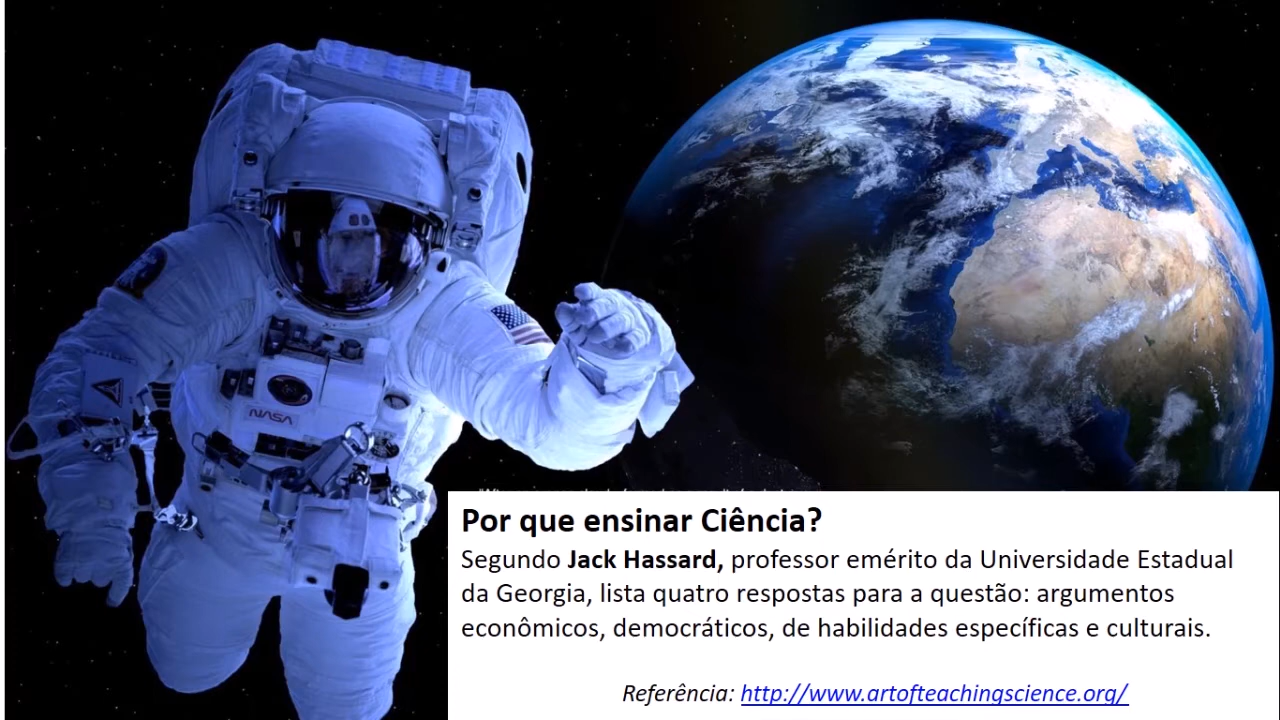 NASA
Por que ensinar Ciência?
Segundo Jack Hassard, professor emérito da Universidade Estadual
da Georgia, lista quatro respostas para a questão: argumentos
econômicos, democráticos, de habilidades específicas e culturais.
Referência: http://www.artofteachingscience.org/